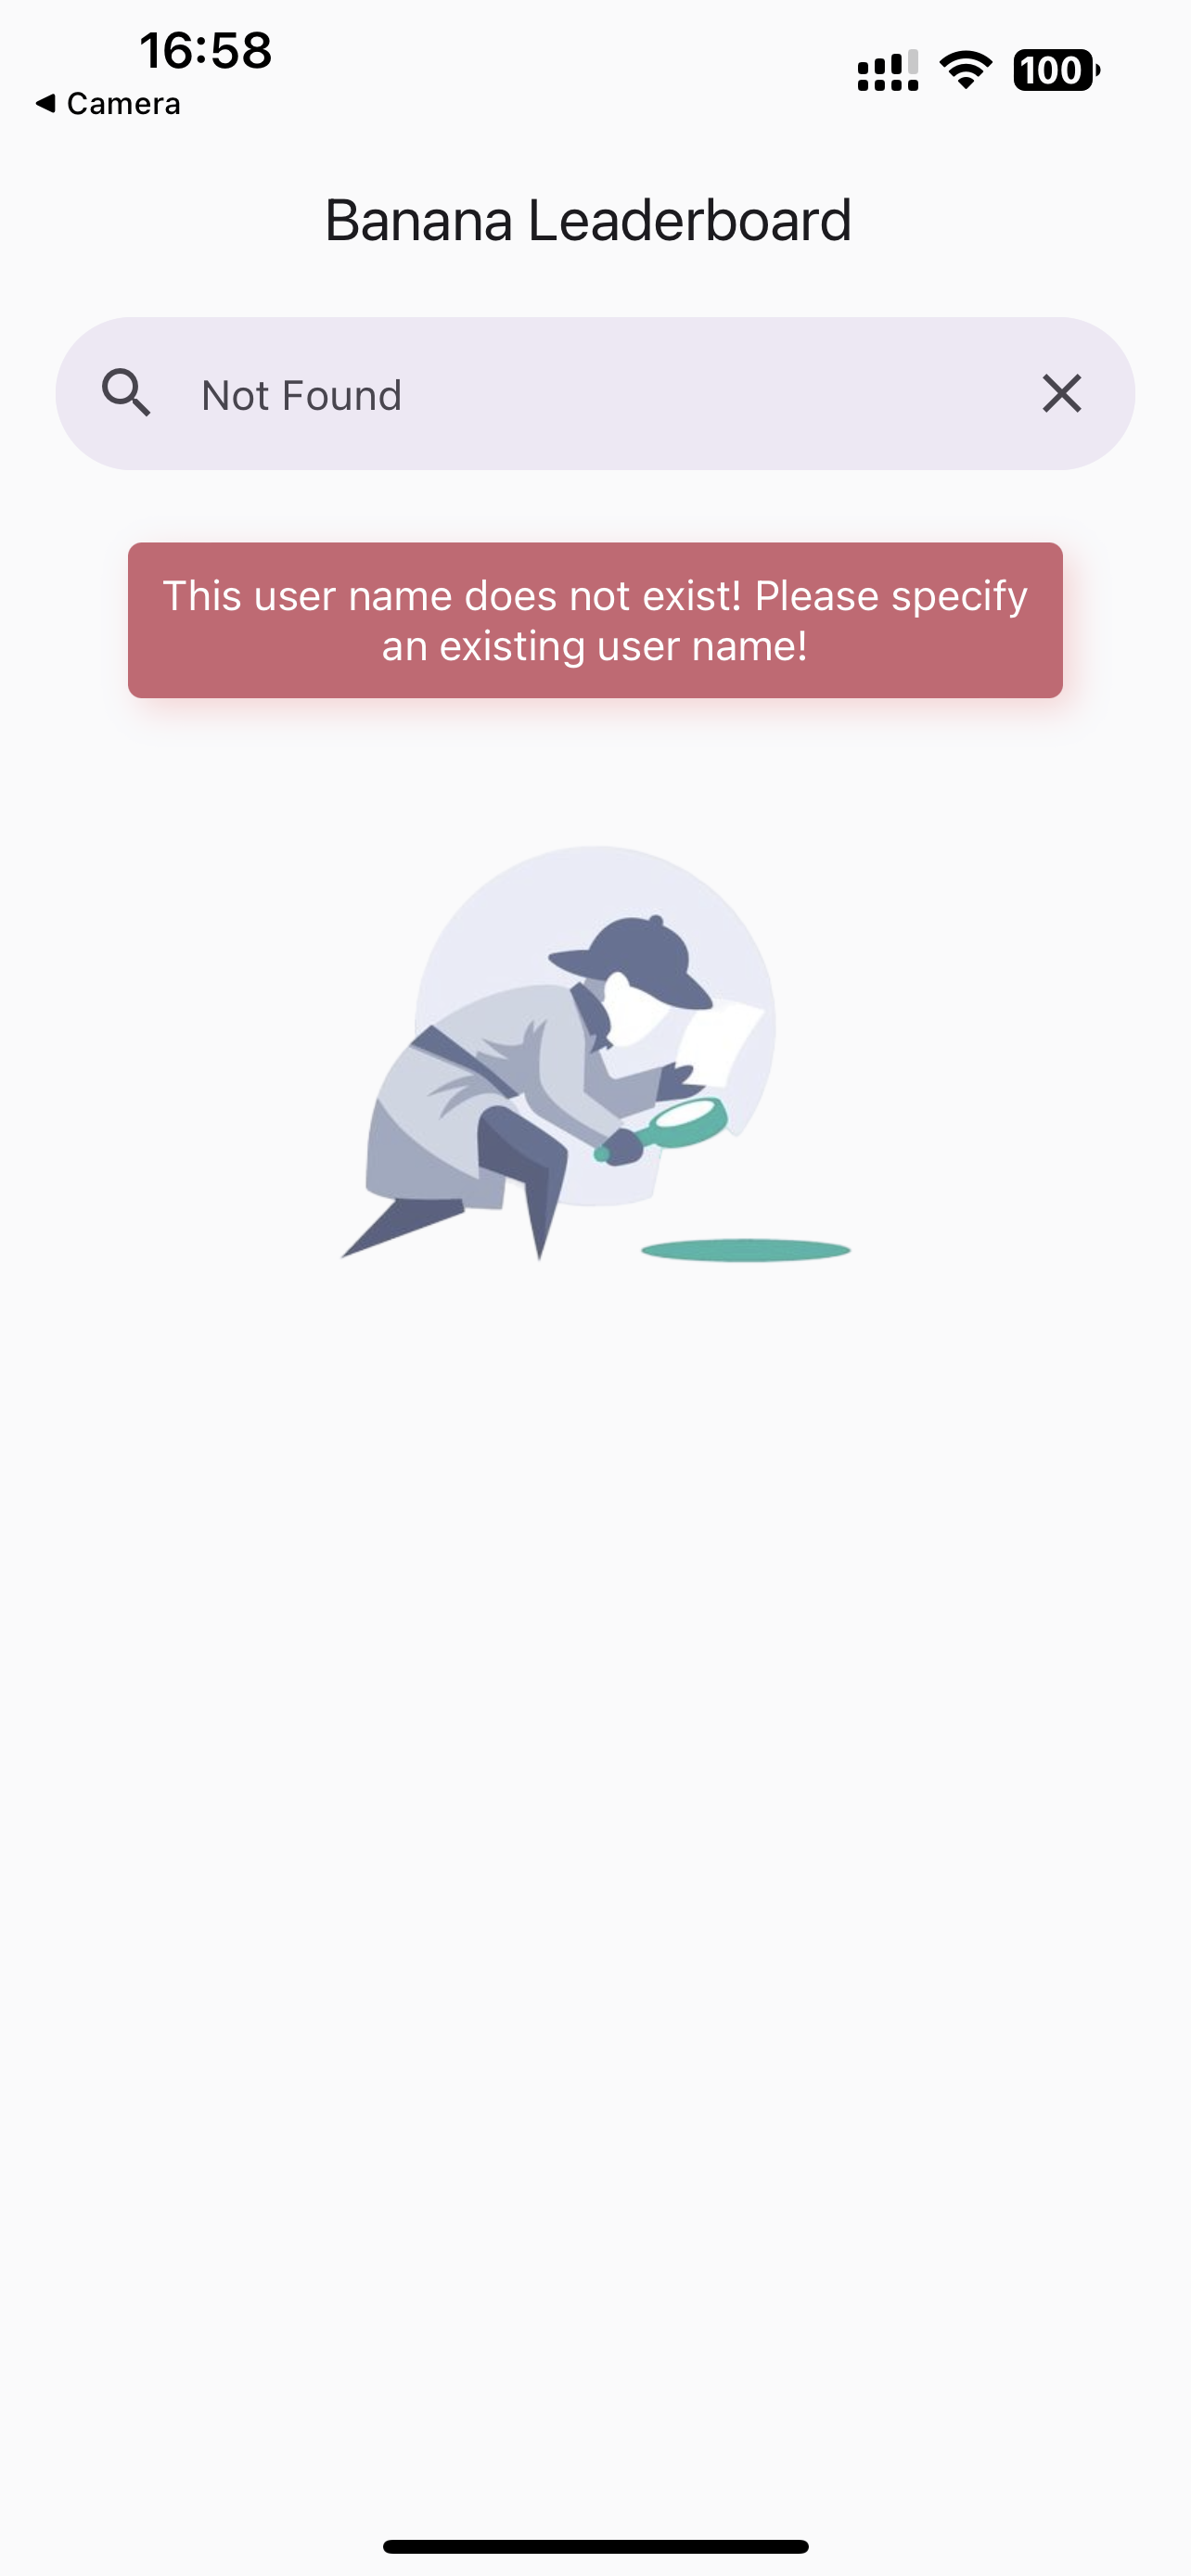 16:58
◀ Camera
100
Banana Leaderboard
Not Found
This user name does not exist! Please specify
an existing user name!